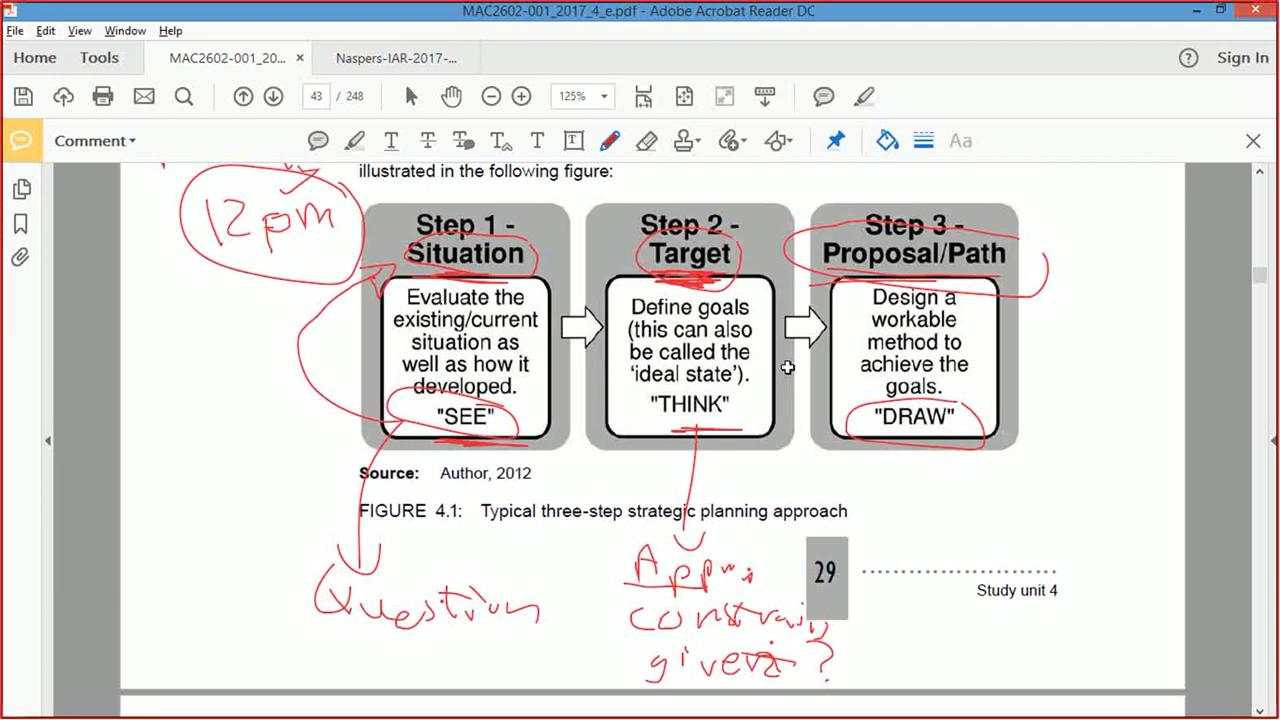 MAC2602-001_2017_4_e.pdf - Adobe Acrobat Reader DC
File Edit View Window Help
Home Tools MAC2602-001_20... × Naspers-IAR-2017-... ? Sign In
43 / 248 125%
Comment T T T T T T Aa
illustrated in the following figure:
12pm
Step 1 -
Situation
Evaluate the
existing/current
situation as
well as how it
developed.
"SEE"
Step 2 -
Target
Define goals
(this can also
be called the
'ideal state').
"THINK"
Step 3 -
Proposal/Path
Design a
workable
method to
achieve the
goals.
"DRAW"
Source: Author, 2012
FIGURE 4.1: Typical three-step strategic planning approach
29
Study unit 4
Question
given ?